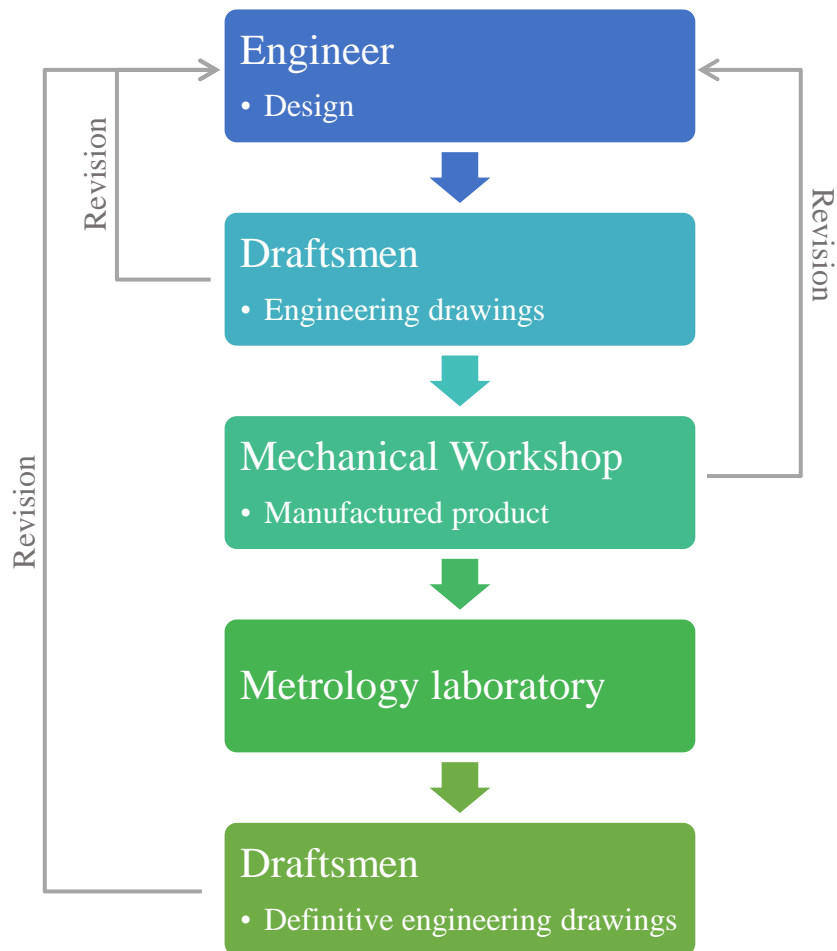 Engineer
• Design
Revision
Draftsmen
• Engineering drawings
Revision
Mechanical Workshop
• Manufactured product
Revision
Metrology laboratory
Draftsmen
• Definitive engineering drawings